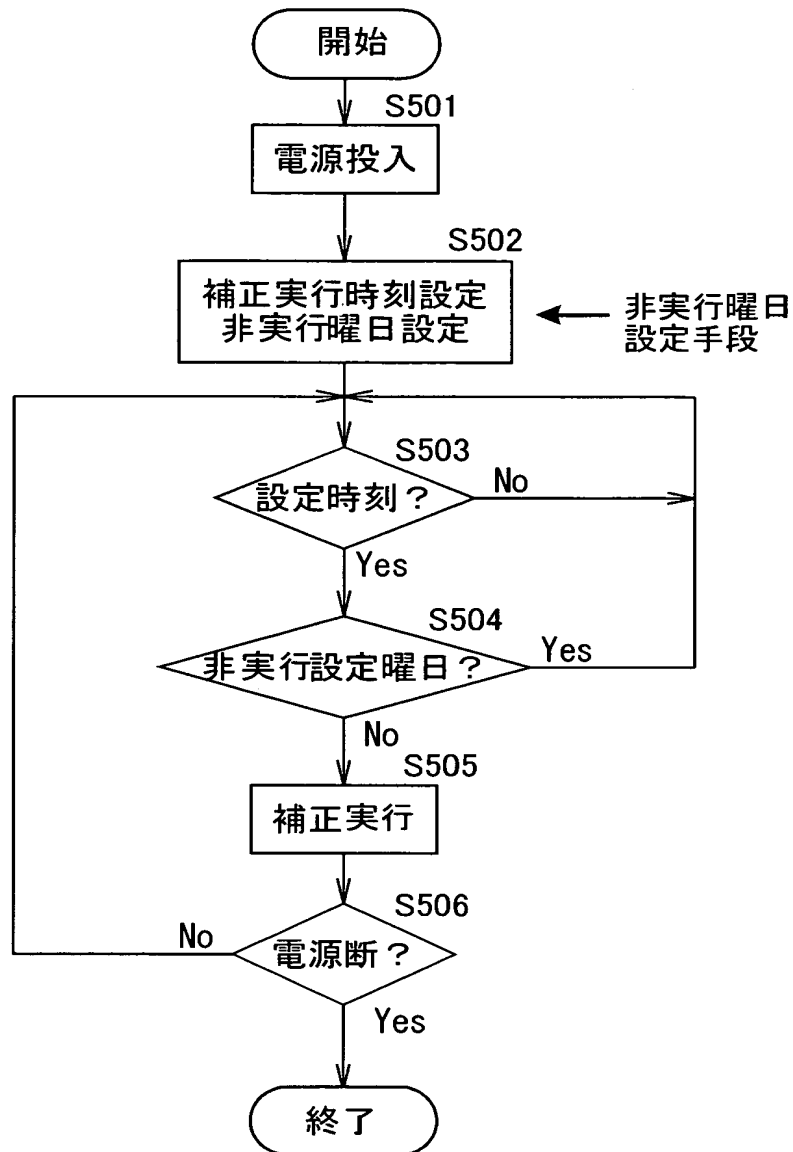 開始
S501
電源投入
S502
補正実行時刻設定
非実行曜日設定
非実行曜日
設定手段
S503
設定時刻？
No
Yes
S504
非実行設定曜日？
Yes
No
S505
補正実行
S506
電源断？
No
Yes
終了